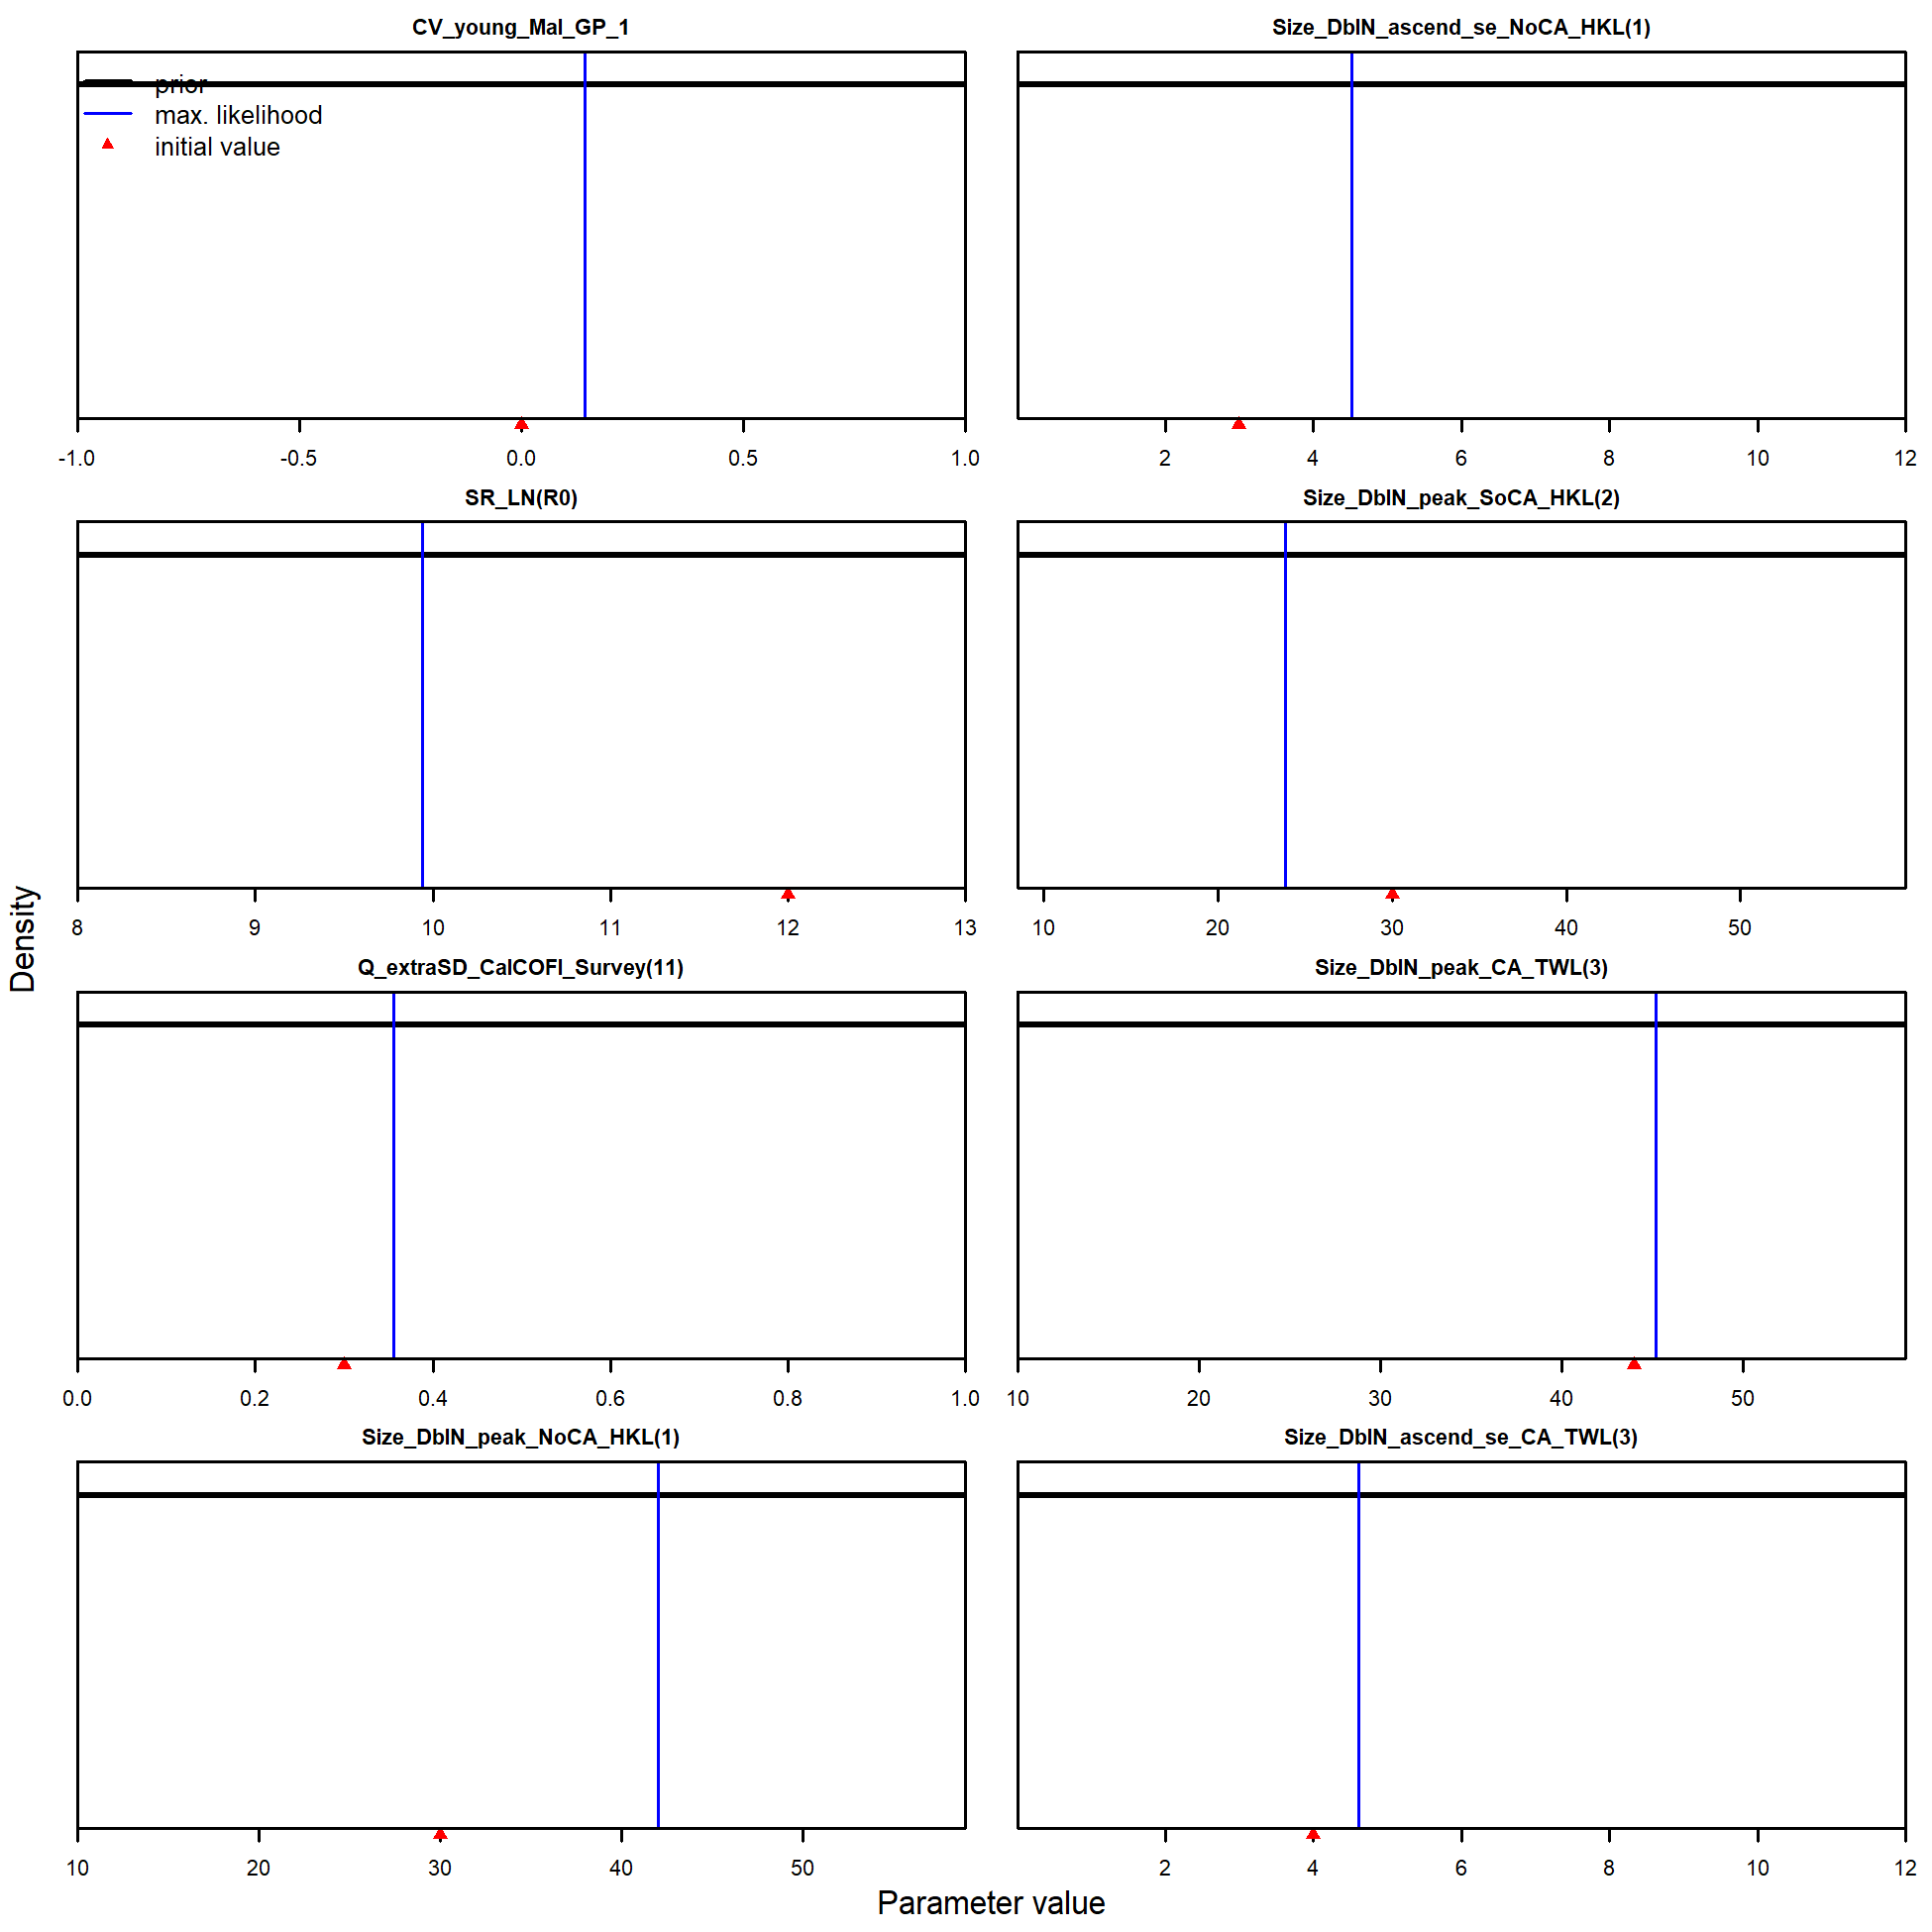 CV_young_Mal_GP_1
prior
max. likelihood
initial value
-1.0 -0.5 0.0 0.5 1.0
Size_DblN_ascend_se_NoCA_HKL(1)
2 4 6 8 10 12
SR_LN(R0)
8 9 10 11 12 13
Size_DblN_peak_SoCA_HKL(2)
10 20 30 40 50
Density
Q_extraSD_CalCOFI_Survey(11)
0.0 0.2 0.4 0.6 0.8 1.0
Size_DblN_peak_CA_TWL(3)
10 20 30 40 50
Size_DblN_peak_NoCA_HKL(1)
10 20 30 40 50
Size_DblN_ascend_se_CA_TWL(3)
2 4 6 8 10 12
Parameter value